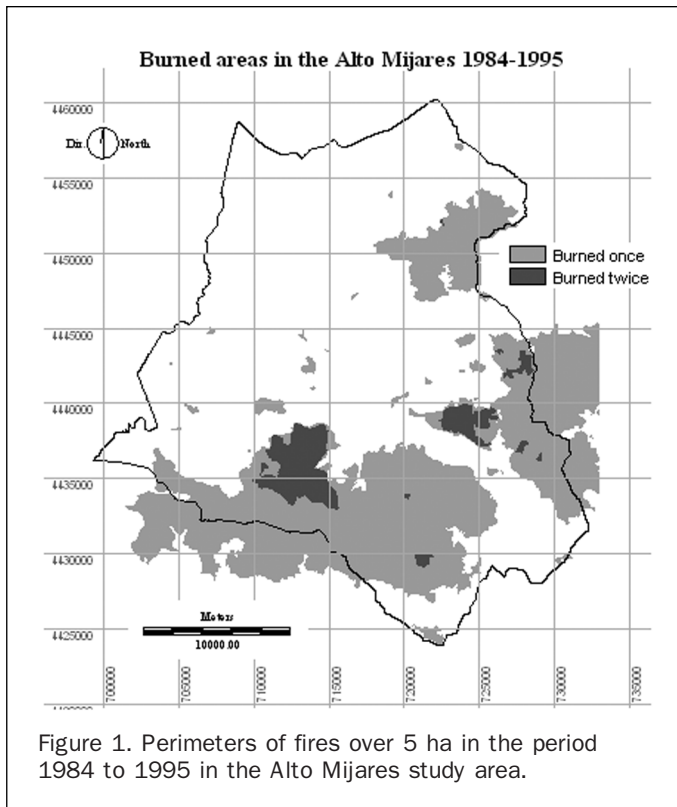 Burned areas in the Alto Mijares 1984-1995
4460000
Dir. North
4455000
4450000
Burned once
Burned twice
4445000
4440000
4435000
4430000
Meters
4425000
10000.00
700000
705000
710000
715000
720000
725000
730000
735000
Figure 1. Perimeters of fires over 5 ha in the period
1984 to 1995 in the Alto Mijares study area.